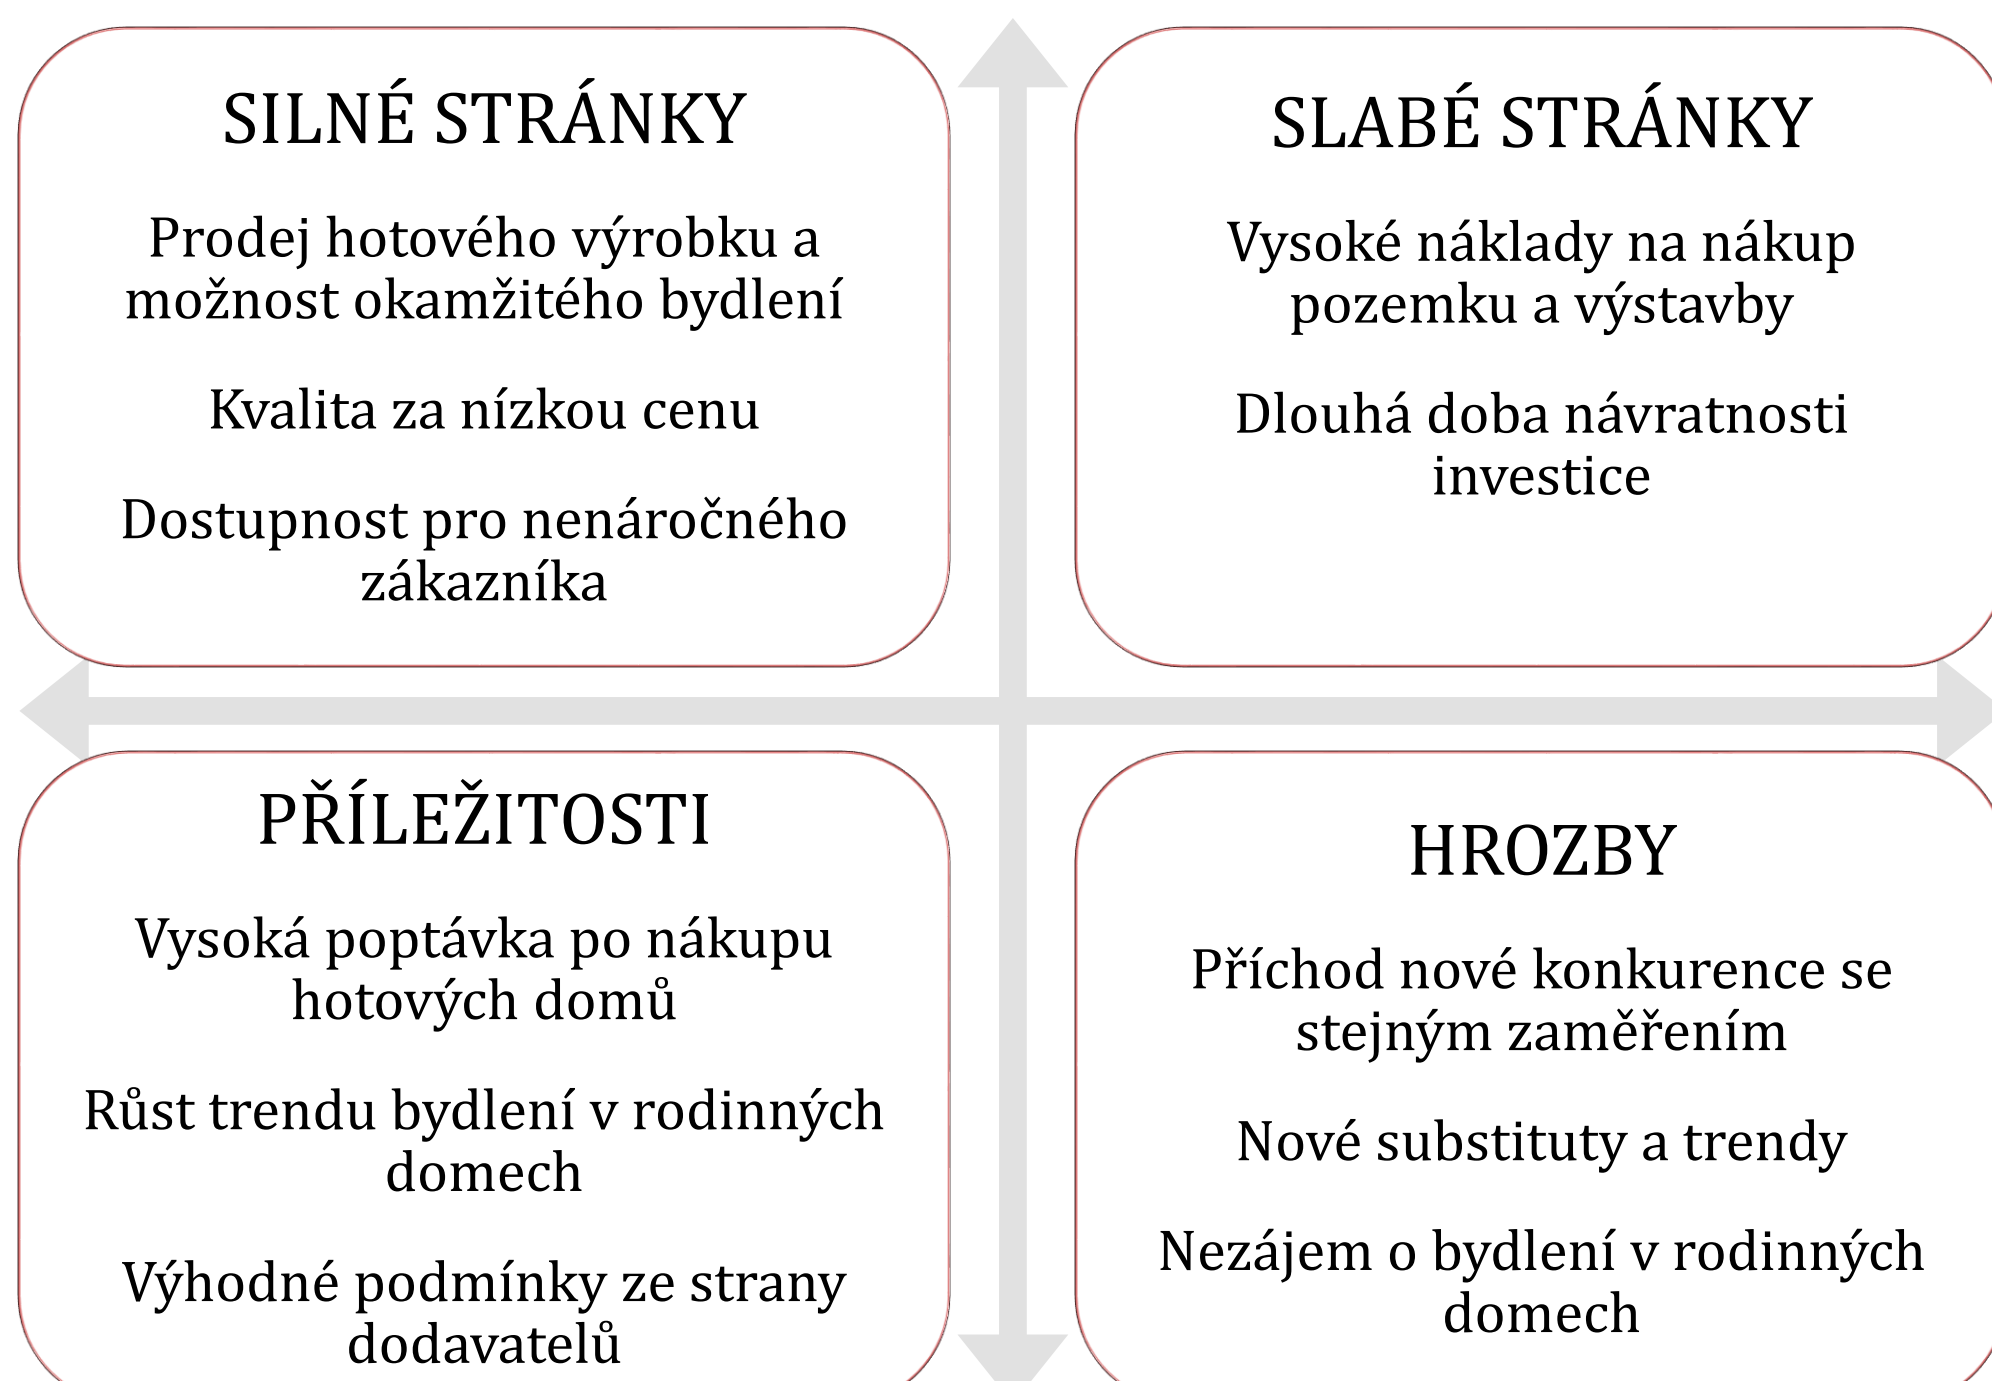 SILNÉ STRÁNKY
Prodej hotového výrobku a
možnost okamžitého bydlení
Kvalita za nízkou cenu
Dostupnost pro nenáročného
zákazníka
SLABÉ STRÁNKY
Vysoké náklady na nákup
pozemku a výstavby
Dlouhá doba návratnosti
investice
PŘÍLEŽITOSTI
Vysoká poptávka po nákupu
hotových domů
Růst trendu bydlení v rodinných
domech
Výhodné podmínky ze strany
dodavatelů
HROZBY
Příchod nové konkurence se
stejným zaměřením
Nové substituty a trendy
Nezájem o bydlení v rodinných
domech